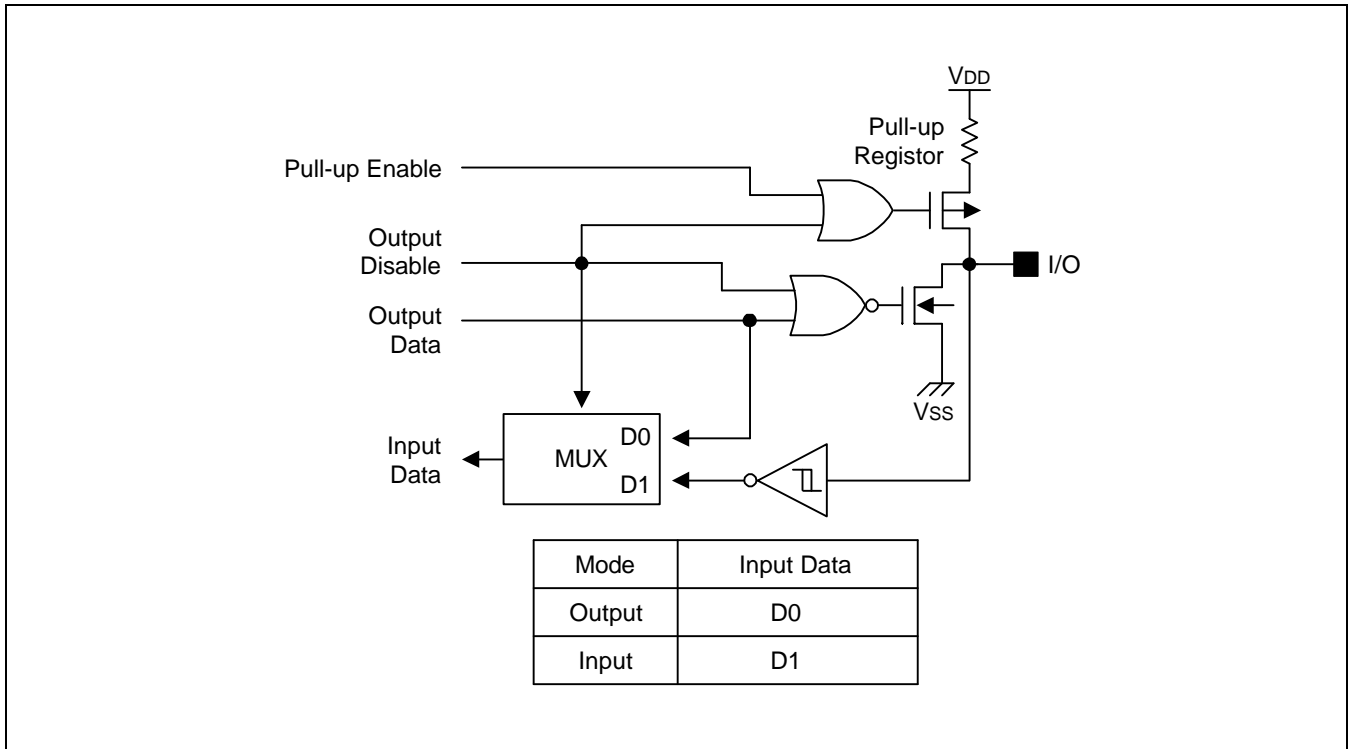 VDD
Pull-up
Registor
Pull-up Enable
Output
Disable
I/O
Output
Data
Vss
Input
Data
MUX
D0
D1
Mode Input Data
Output D0
Input D1